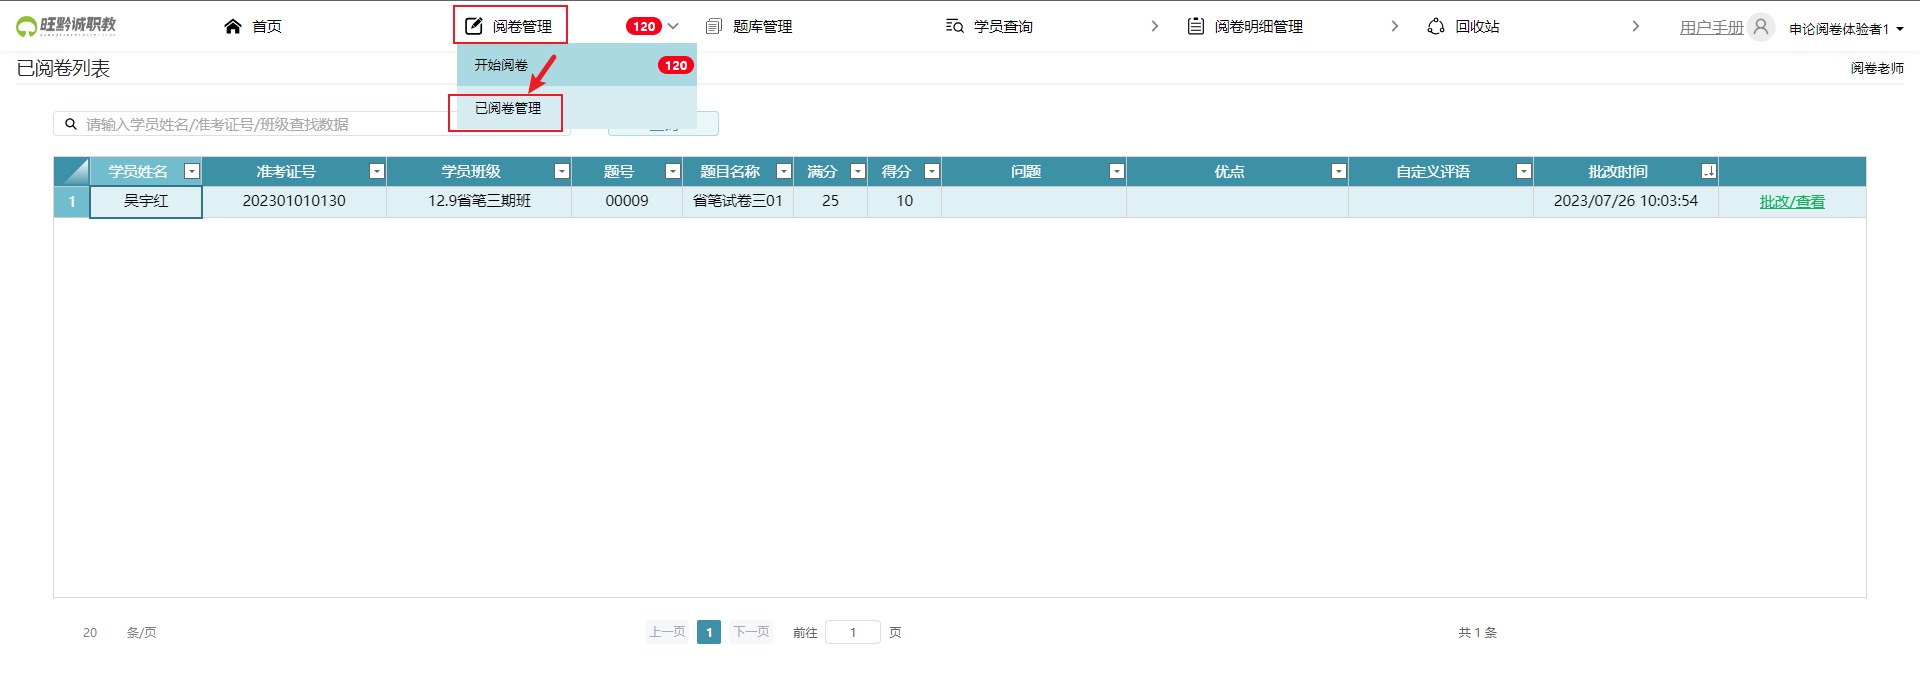 旺黔诚职教
首页
阅卷管理
120
题库管理
学员查询
阅卷明细管理
回收站
用户手册
申论阅卷体验者1
已阅卷列表
开始阅卷
120
阅卷老师
已阅卷管理
请输入学员姓名/准考证号/班级查找数据
学员姓名 准考证号 学员班级 题号 题目名称 满分 得分 问题 优点 自定义评语 批改时间
1 吴宇红 202301010130 12.9省笔三期班 00009 省笔试卷三01 25 10 2023/07/26 10:03:54 批改/查看
20 条/页 上一页 1 下一页 前往 1 页 共 1 条